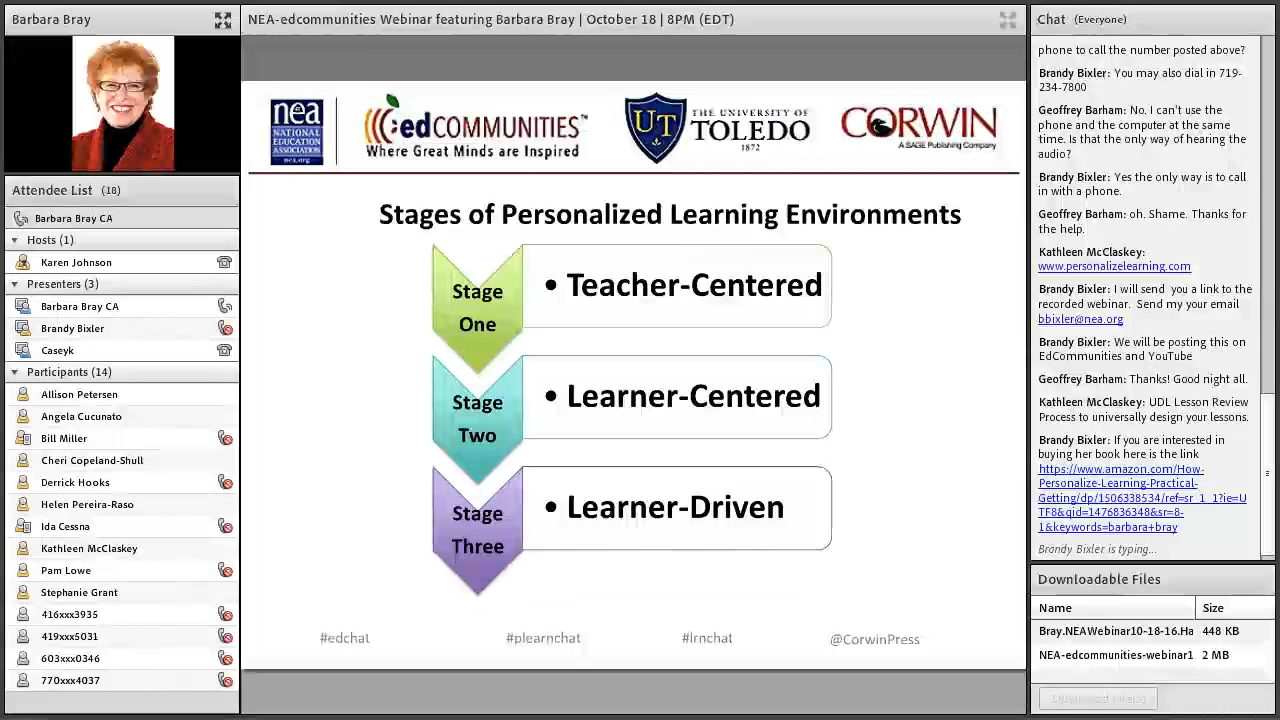 Barbara Bray
NEA-edcommunities Webinar featuring Barbara Bray | October 18 | 8PM (EDT)
Attendee List (18)
Barbara Bray CA
Hosts (1)
Karen Johnson
Presenters (3)
Barbara Bray CA
Brandy Bixler
Caseyk
Participants (14)
Allison Petersen
Angela Cucunato
Bill Miller
Cheri Copeland-Shull
Derrick Hooks
Helen Pereira-Raso
Ida Cessna
Kathleen McClaskey
Pam Lowe
Stephanie Grant
416xxx3935
419xxx5031
603xxx0346
770xxx4037
nea
NATIONAL
EDUCATION
ASSOCIATION
nea.org
edCOMMUNITIES™
Where Great Minds are Inspired
UT
THE UNIVERSITY OF
TOLEDO
1872
CORWIN
A SAGE Publishing Company
Stages of Personalized Learning Environments
Stage
One
• Teacher-Centered
Stage
Two
• Learner-Centered
Stage
Three
• Learner-Driven
#edchat
#plearnchat
#lrnchat
@CorwinPress
Chat (Everyone)
phone to call the number posted above?
Brandy Bixler: You may also dial in 719-
234-7800
Geoffrey Barham: No, I can't use the
phone and the computer at the same
time. Is that the only way of hearing the
audio?
Brandy Bixler: Yes the only way is to call
in with a phone.
Geoffrey Barham: oh. Shame. Thanks for
the help.
Kathleen McClaskey:
www.personalizelearning.com
Brandy Bixler: I will send you a link to the
recorded webinar. Send my your email
bbixler@nea.org
Brandy Bixler: We will be posting this on
EdCommunities and YouTube
Geoffrey Barham: Thanks! Good night all.
Kathleen McClaskey: UDL Lesson Review
Process to universally design your lessons.
Brandy Bixler: If you are interested in
buying her book here is the link
https://www.amazon.com/How-
Personalize-Learning-Practical-
Getting/dp/1506338534/ref=sr_1_1?ie=U
TF8&qid=1476836348&sr=8-
1&keywords=barbara+bray
Brandy Bixler is typing...
Downloadable Files
Name Size
Bray.NEAWebinar10-18-16.Ha 448 KB
NEA-edcommunities-webinar1 2 MB